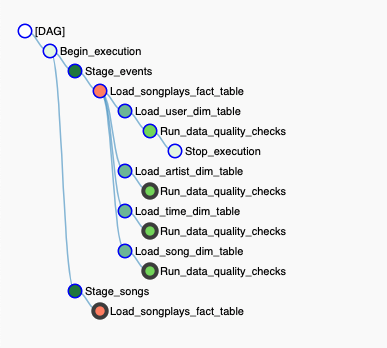 [DAG]
Begin_execution
Stage_events
Load_songplays_fact_table
Load_user_dim_table
Run_data_quality_checks
Stop_execution
Load_artist_dim_table
Run_data_quality_checks
Load_time_dim_table
Run_data_quality_checks
Load_song_dim_table
Run_data_quality_checks
Stage_songs
Load_songplays_fact_table